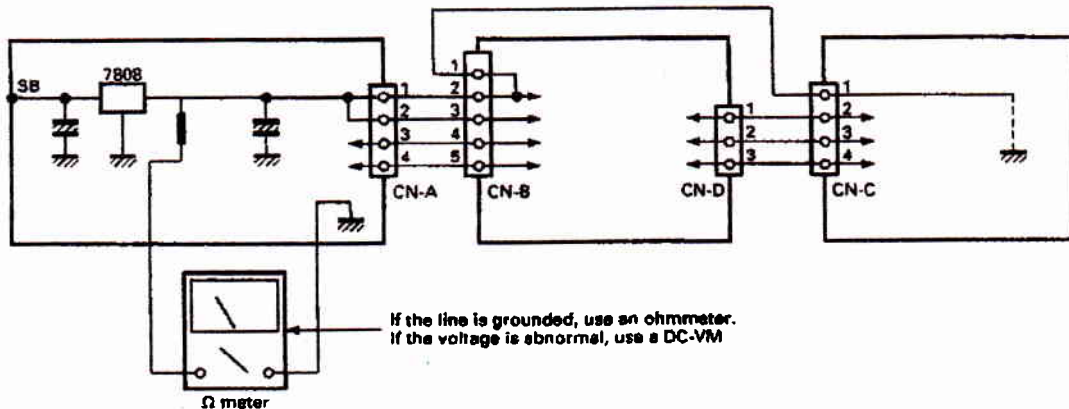 SB
7808
1
2
3
4
CN-A
1
2
3
4
5
CN-B
1
2
3
CN-D
1
2
3
4
CN-C
If the line is grounded, use an ohmmeter.
If the voltage is abnormal, use a DC-VM
Ω meter